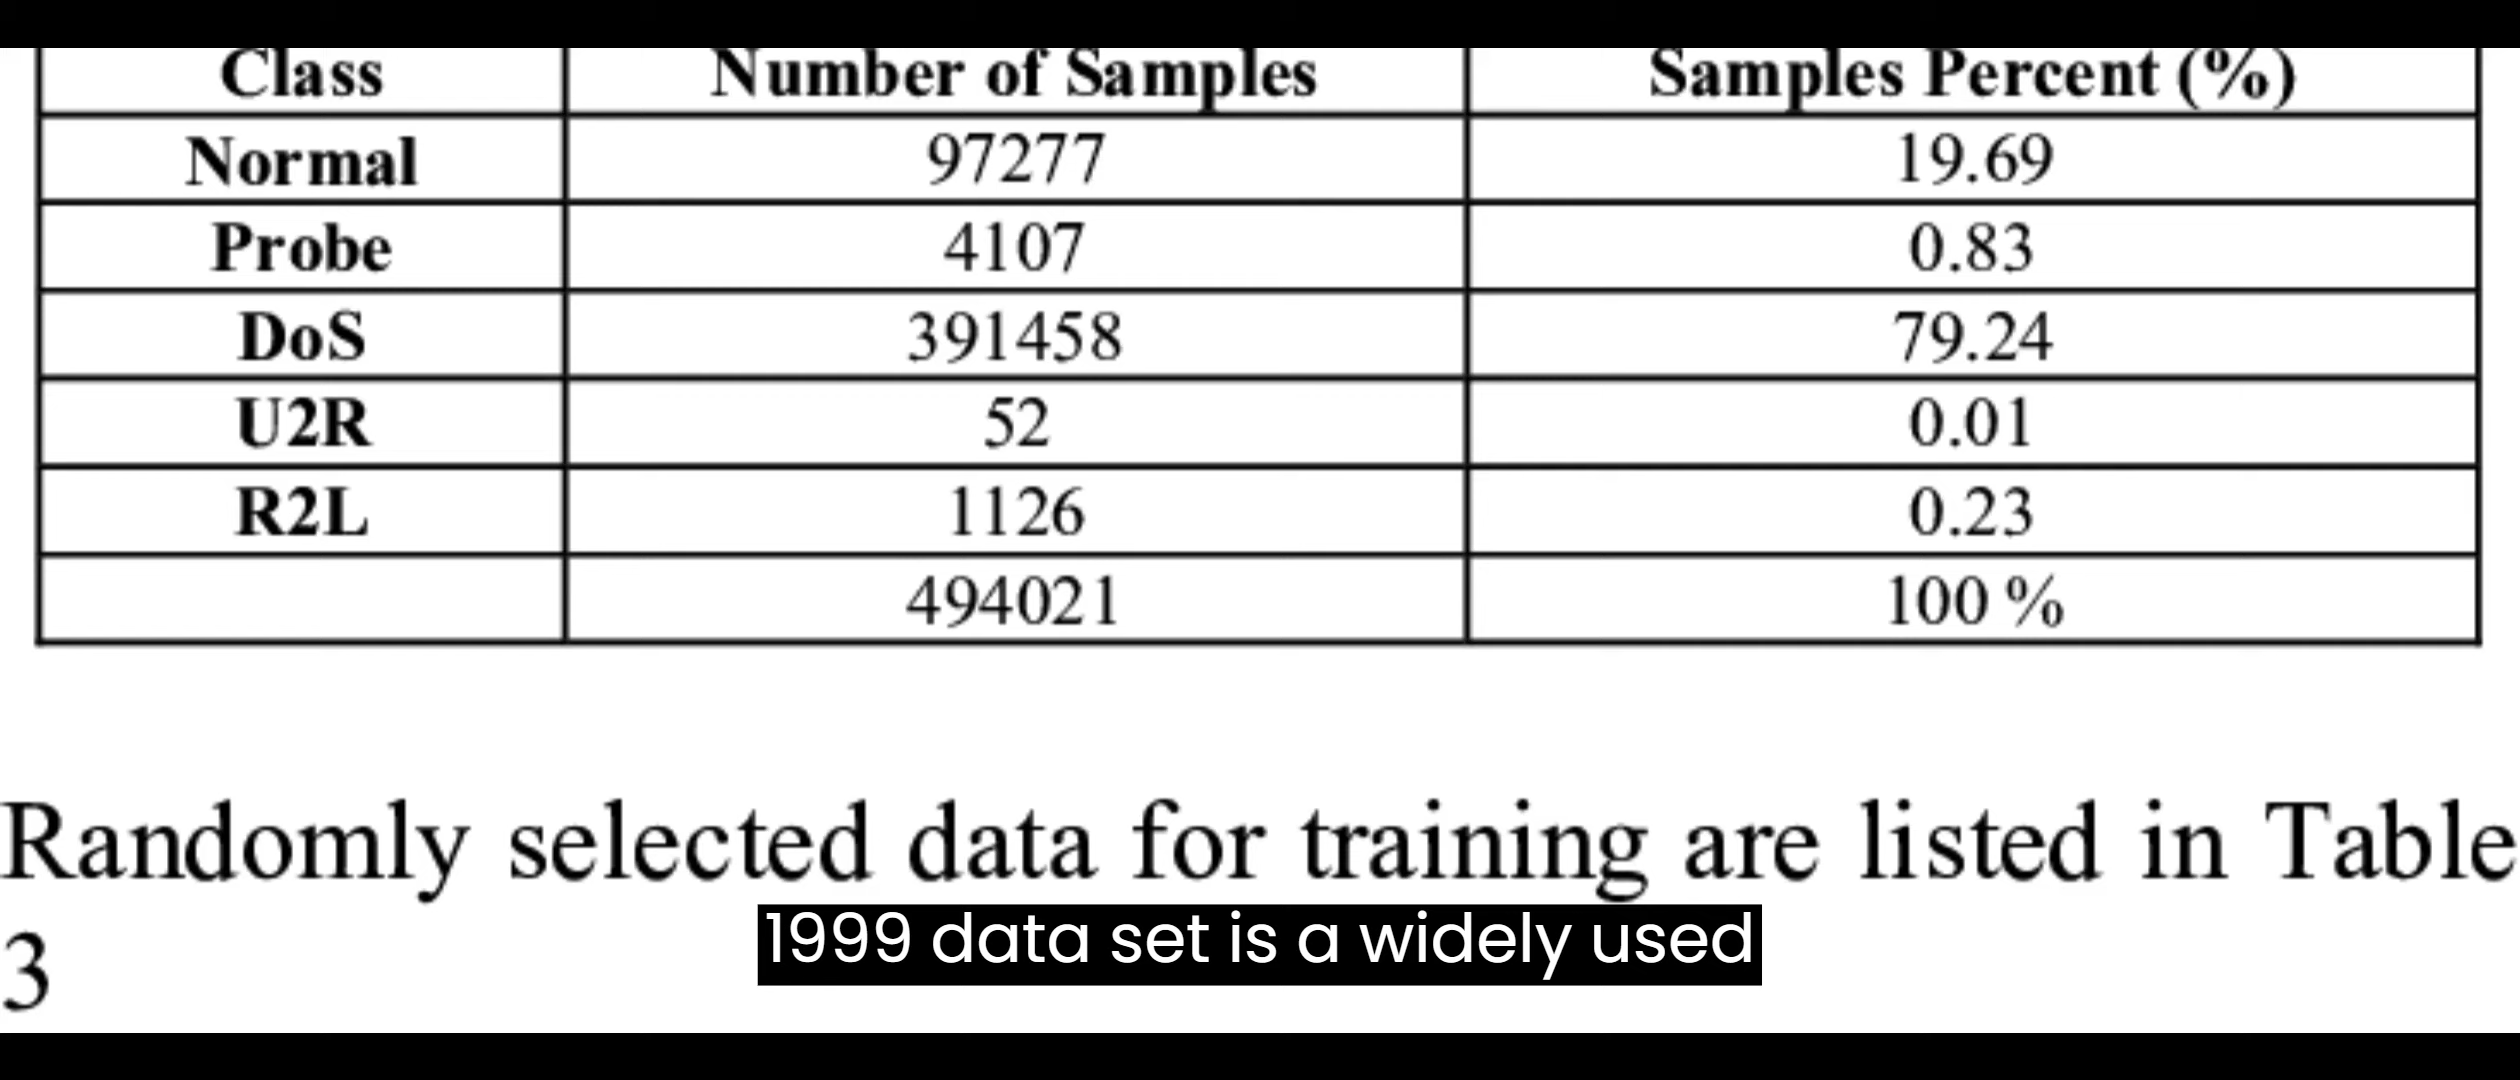 Class Number of Samples Samples Percent (%)
Normal 97277 19.69
Probe 4107 0.83
DoS 391458 79.24
U2R 52 0.01
R2L 1126 0.23
494021 100 %
Randomly selected data for training are listed in Table
3
1999 data set is a widely used